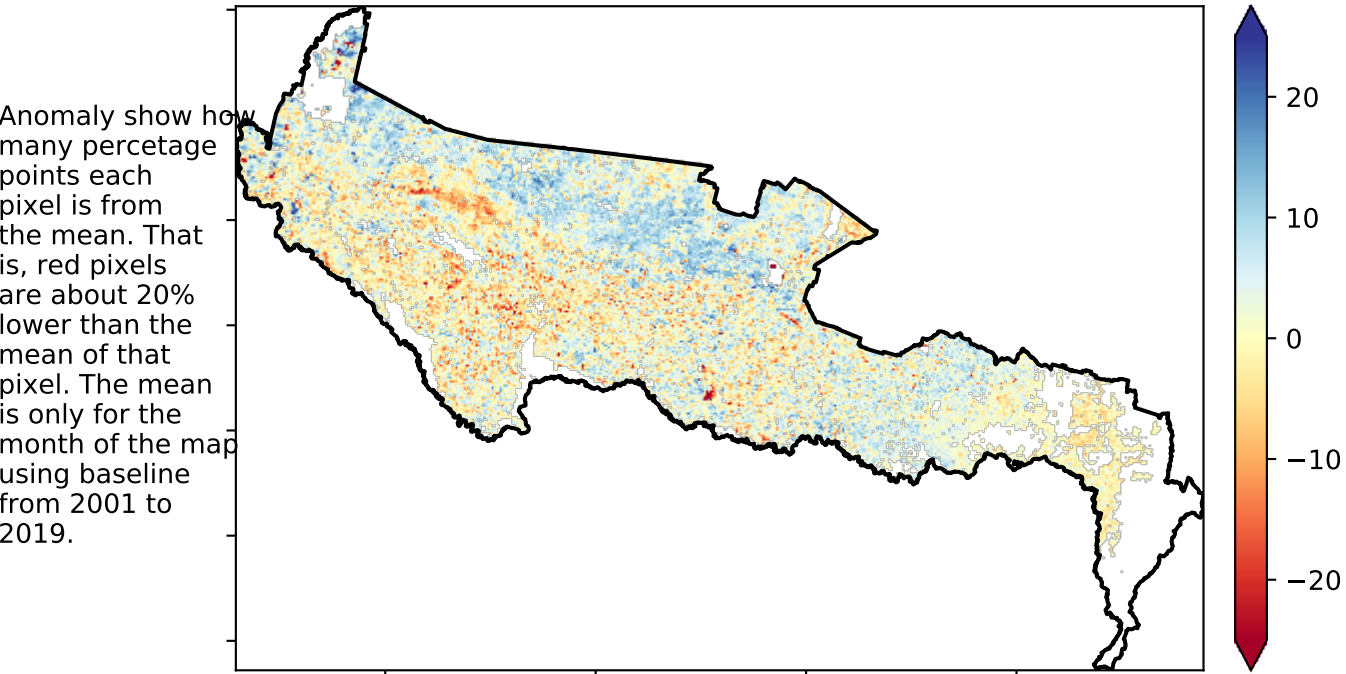 Anomaly show how
many percetage
points each
pixel is from
the mean. That
is, red pixels
are about 20%
lower than the
mean of that
pixel. The mean
is only for the
month of the map
using baseline
from 2001 to
2019.
20
10
0
−10
−20